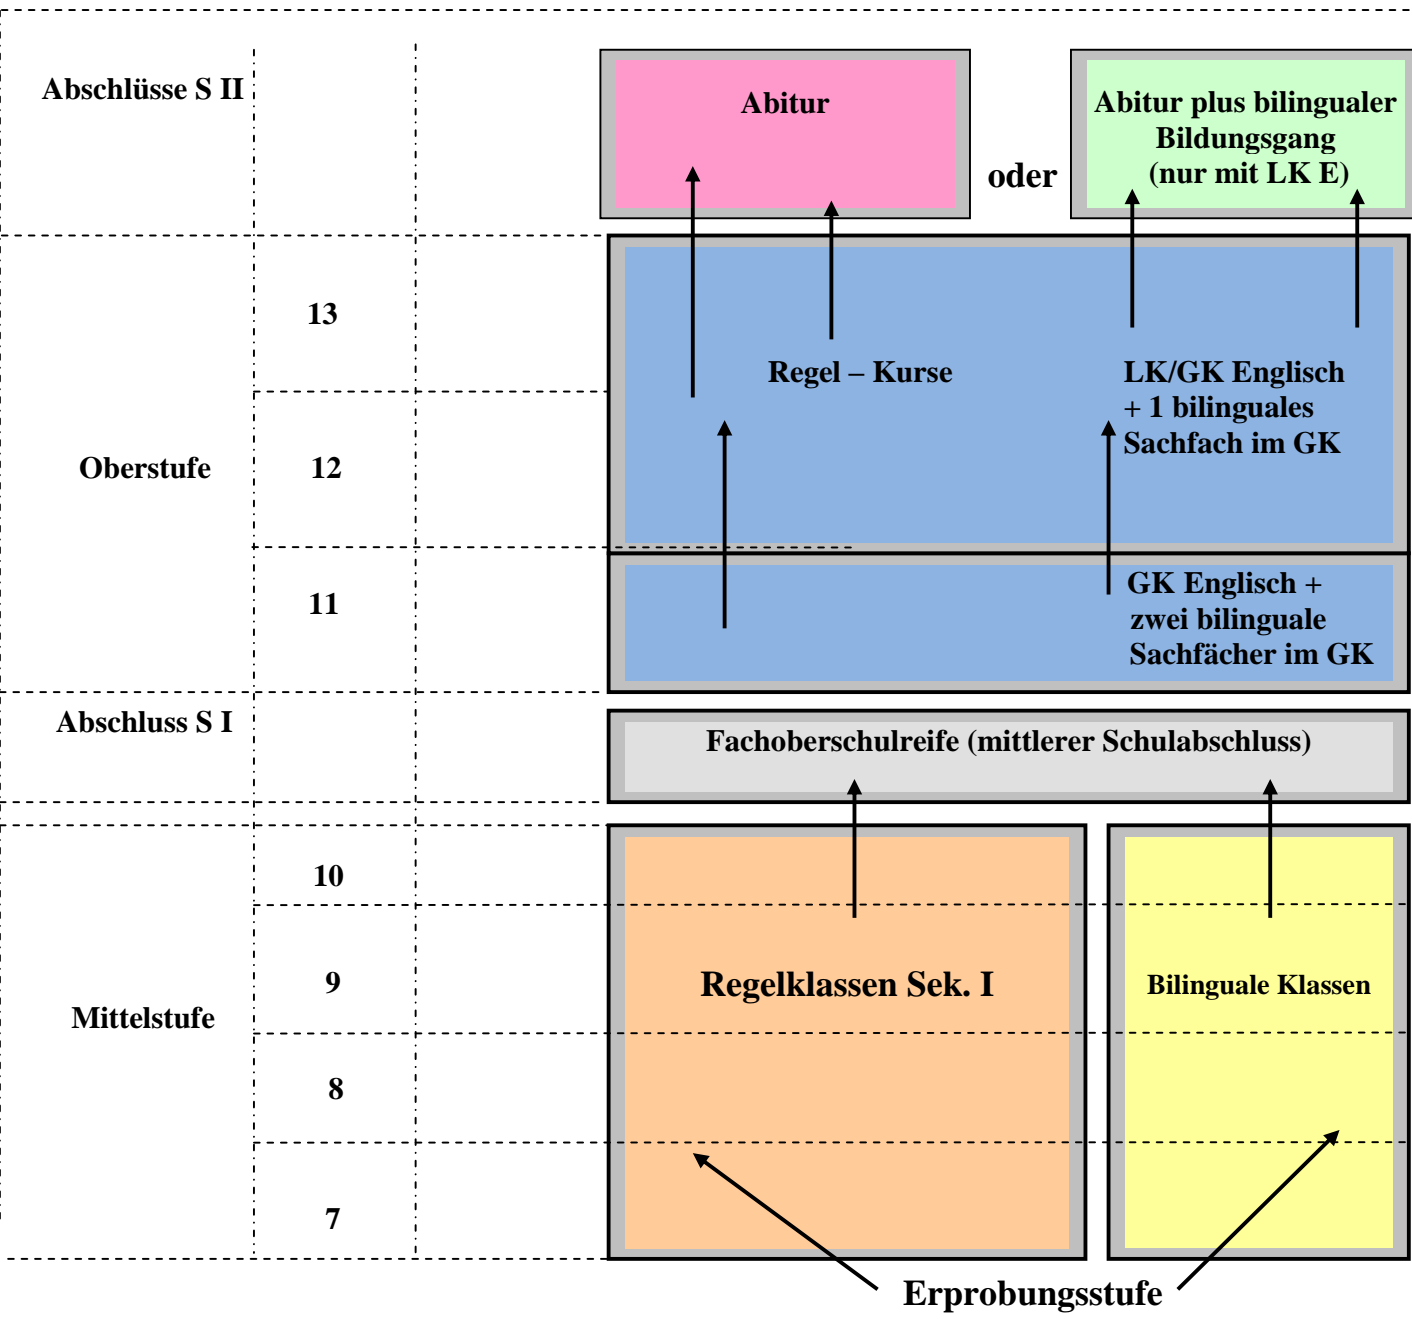 Abschlüsse S II
Abitur
oder
Abitur plus bilingualer
Bildungsgang
(nur mit LK E)
13
Regel – Kurse
LK/GK Englisch
+ 1 bilinguales
Sachfach im GK
Oberstufe
12
11
GK Englisch +
zwei bilinguale
Sachfächer im GK
Abschluss S I
Fachoberschulreife (mittlerer Schulabschluss)
10
9
Regelklassen Sek. I
Bilinguale Klassen
Mittelstufe
8
7
Erprobungsstufe